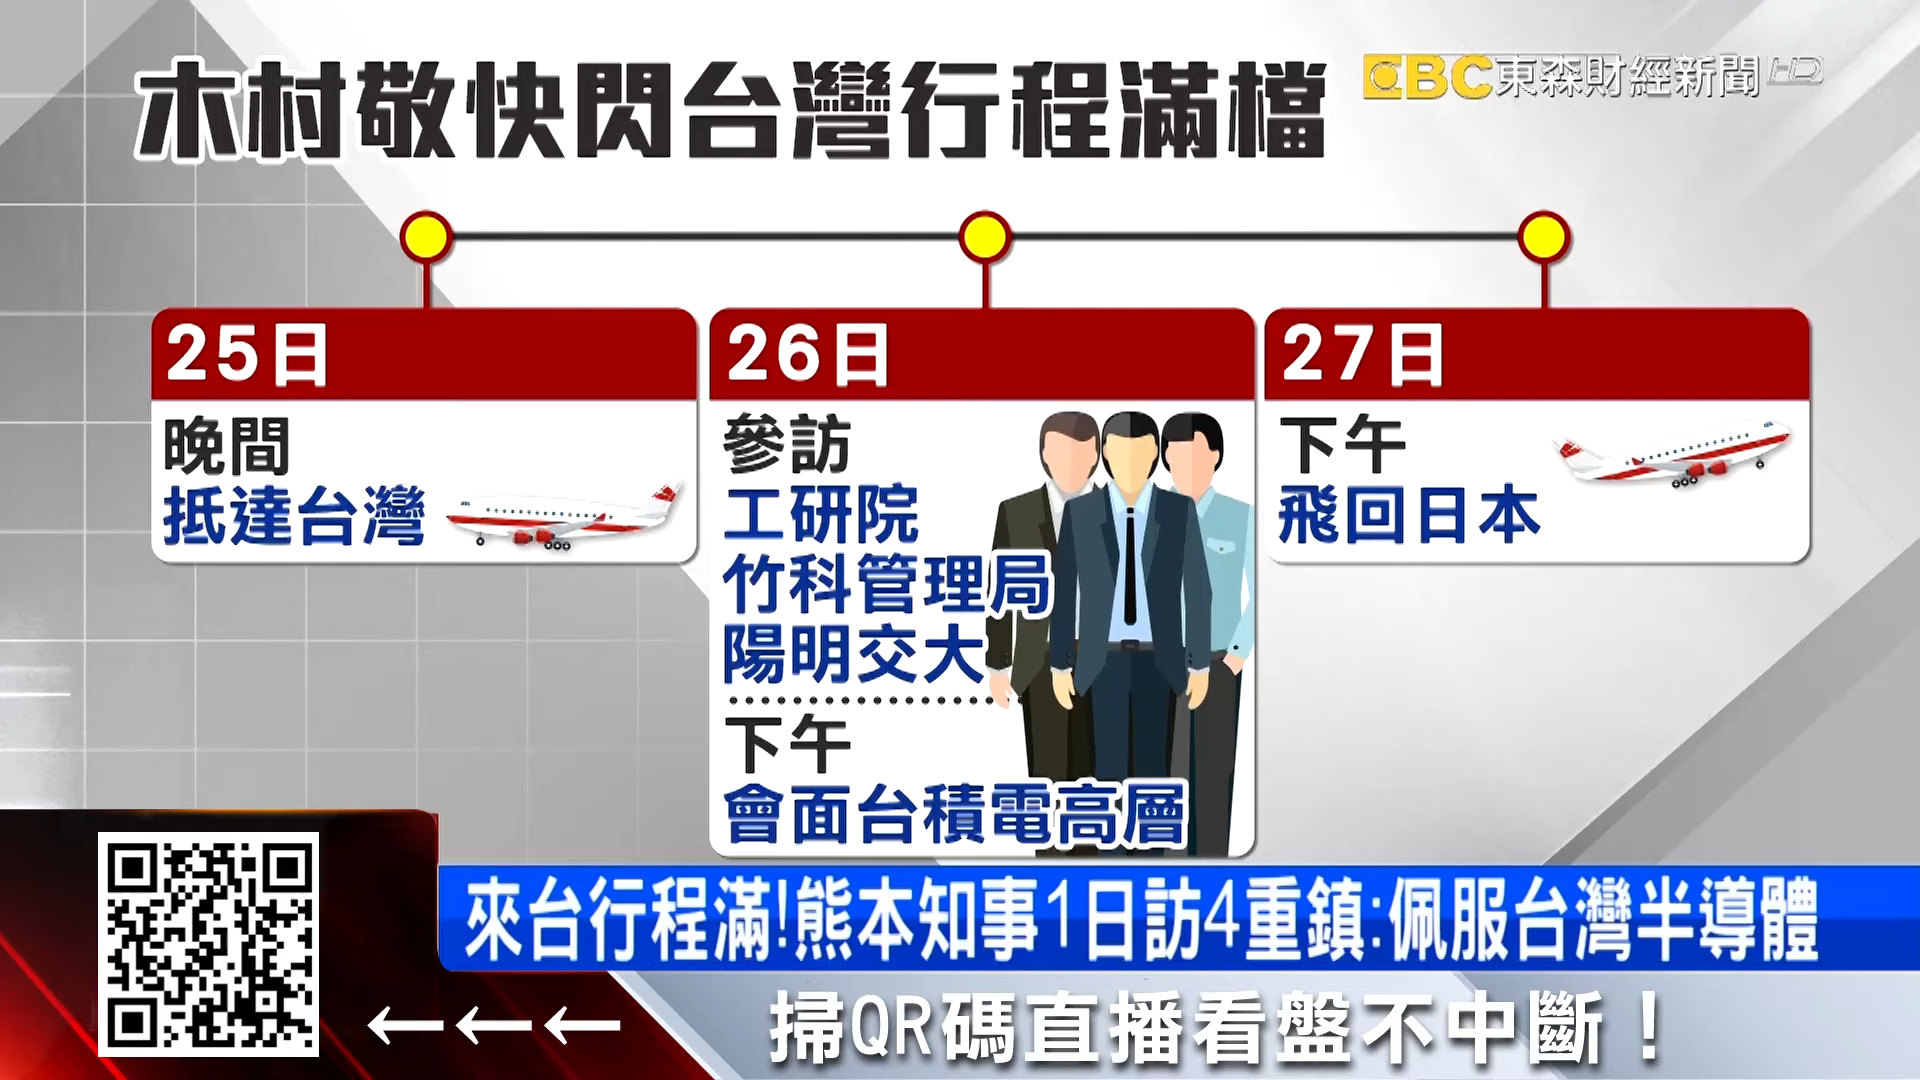 木村敬快閃台灣行程滿檔
EBC東森財經新聞HD
25日
晚間
抵達台灣
26日
參訪
工研院
竹科管理局
陽明交大
下午
會面台積電高層
27日
下午
飛回日本
來台行程滿!熊本知事1日訪4重鎮:佩服台灣半導體
←←← 掃QR碼直播看盤不中斷！